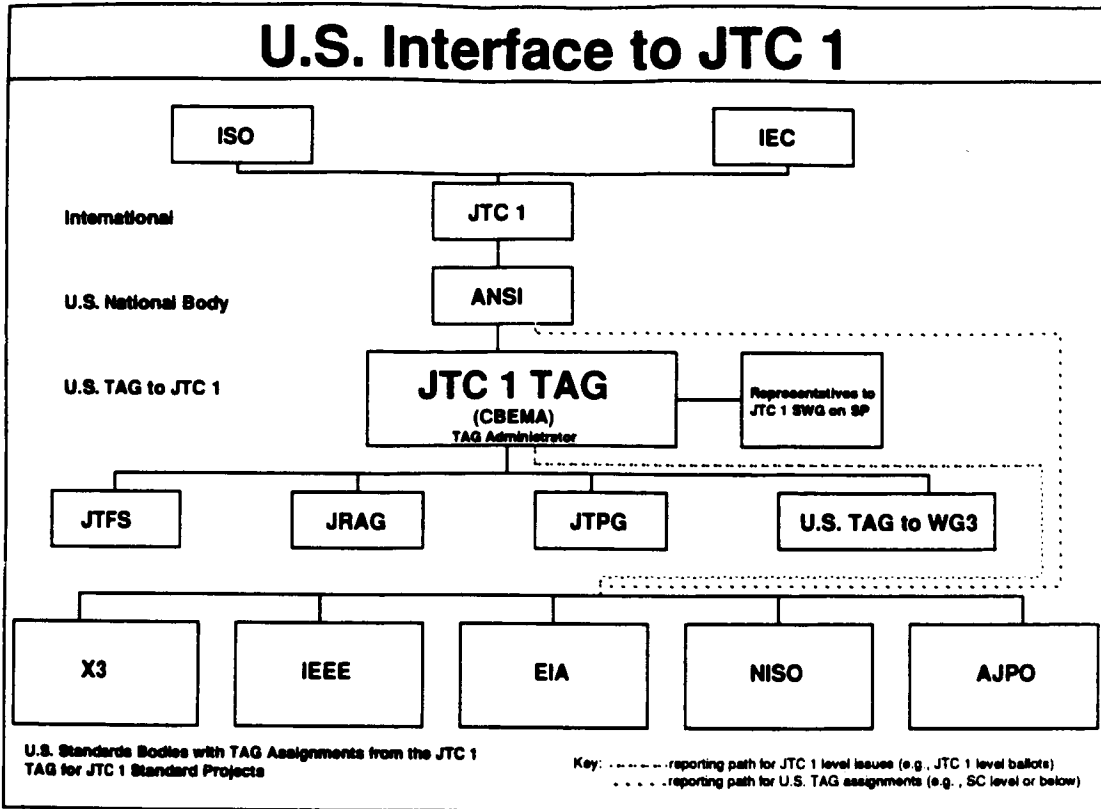 U.S. Interface to JTC 1
ISO
IEC
International
JTC 1
U.S. National Body
ANSI
U.S. TAG to JTC 1
JTC 1 TAG
(CBEMA)
TAG Administrator
Representatives to
JTC 1 SWG on SP
JTFS
JRAG
JTPG
U.S. TAG to WG3
X3
IEEE
EIA
NISO
AJPO
U.S. Standards Bodies with TAG Assignments from the JTC 1
TAG for JTC 1 Standard Projects
Key: reporting path for JTC 1 level issues (e.g., JTC 1 level ballots)
reporting path for U.S. TAG assignments (e.g., SC level or below)